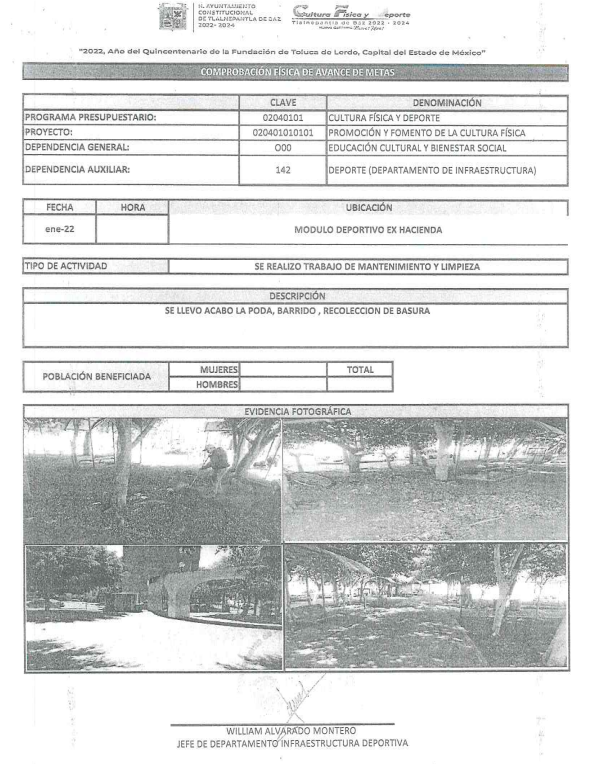 H. AYUNTAMIENTO
CONSTITUCIONAL
DE TLALNEPANTLA DE BAZ
2022- 2024
Cultura Física y Deporte
Tlalnepantla de Baz 2022 - 2024
"2022, Año del Quincentenario de la Fundación de Toluca de Lerdo, Capital del Estado de México"
COMPROBACIÓN FÍSICA DE AVANCE DE METAS
CLAVE DENOMINACIÓN
PROGRAMA PRESUPUESTARIO: 02040101 CULTURA FÍSICA Y DEPORTE
PROYECTO: 020401010101 PROMOCIÓN Y FOMENTO DE LA CULTURA FÍSICA
DEPENDENCIA GENERAL: O00 EDUCACIÓN CULTURAL Y BIENESTAR SOCIAL
DEPENDENCIA AUXILIAR: 142 DEPORTE (DEPARTAMENTO DE INFRAESTRUCTURA)
FECHA HORA UBICACIÓN
ene-22 MODULO DEPORTIVO EX HACIENDA
TIPO DE ACTIVIDAD SE REALIZO TRABAJO DE MANTENIMIENTO Y LIMPIEZA
DESCRIPCIÓN
SE LLEVO ACABO LA PODA, BARRIDO , RECOLECCION DE BASURA
POBLACIÓN BENEFICIADA MUJERES TOTAL
HOMBRES
EVIDENCIA FOTOGRÁFICA
WILLIAM ALVARADO MONTERO
JEFE DE DEPARTAMENTO INFRAESTRUCTURA DEPORTIVA